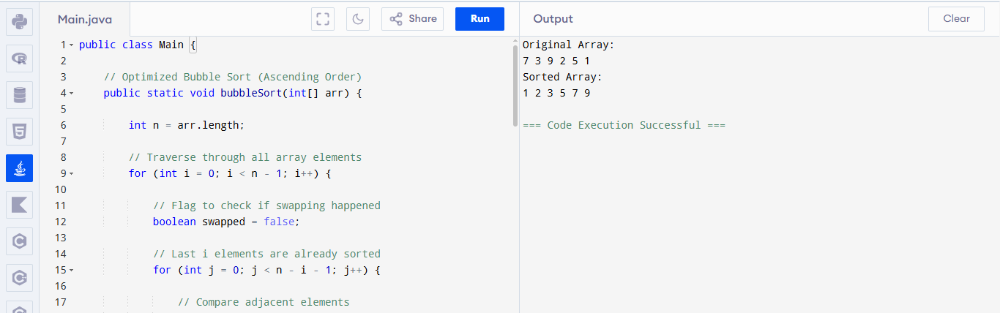 Main.java
Share
Run
Output
Clear
1 public class Main {
2
3 // Optimized Bubble Sort (Ascending Order)
4 public static void bubbleSort(int[] arr) {
5
6 int n = arr.length;
7
8 // Traverse through all array elements
9 for (int i = 0; i < n - 1; i++) {
10
11 // Flag to check if swapping happened
12 boolean swapped = false;
13
14 // Last i elements are already sorted
15 for (int j = 0; j < n - i - 1; j++) {
16
17 // Compare adjacent elements
Original Array:
7 3 9 2 5 1
Sorted Array:
1 2 3 5 7 9
=== Code Execution Successful ===